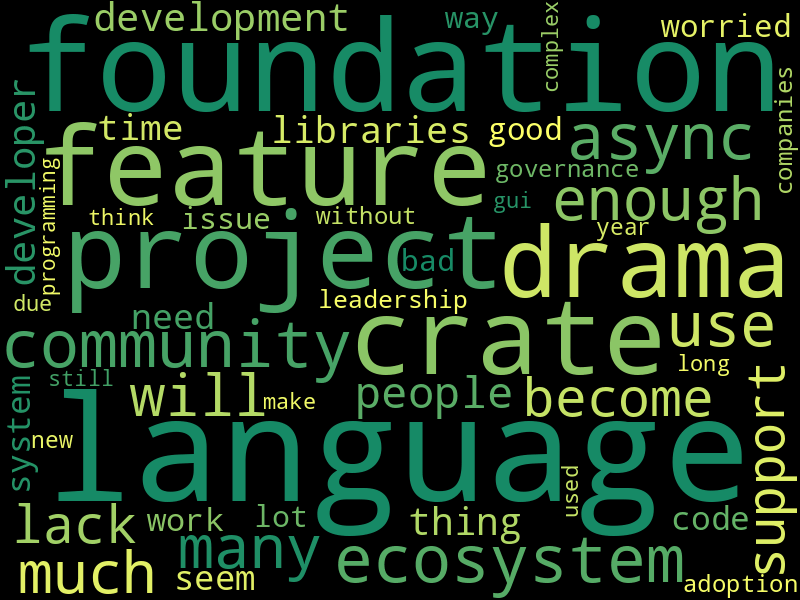 development
way
complex
worried
foundation
companies
developer
time
libraries
good
async
feature
governance
programming
enough
gui
think
issue
without
year
project
bad
drama
due
leadership
need
use
community
crate
long
still
system
will
make
people
become
support
new
language
used
lack
work
lot
thing
code
many
ecosystem
much
seem
adoption